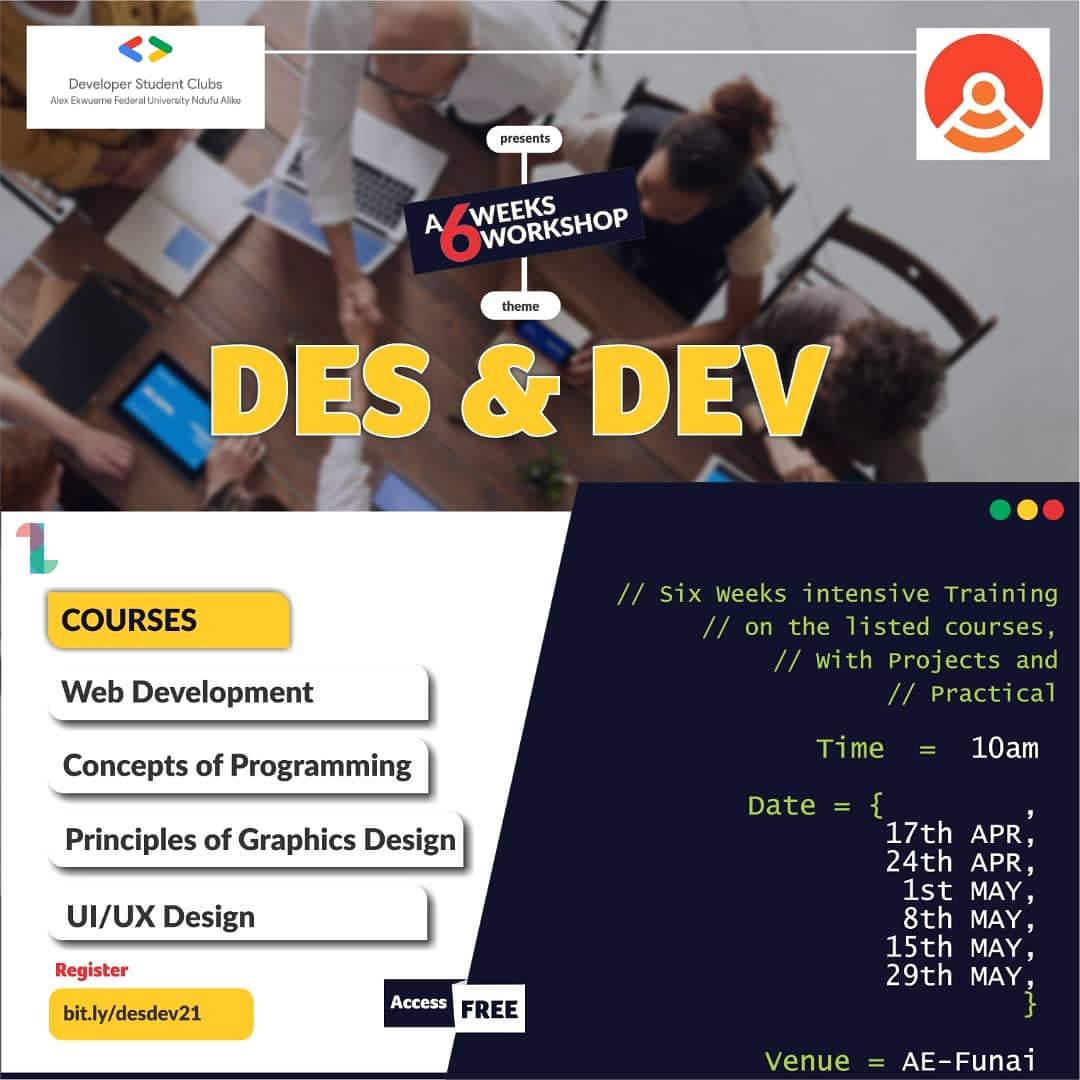 Developer Student Clubs
Alex Ekwueme Federal University Ndufu Alike
presents
A 6 WEEKS
WORKSHOP
theme
DES & DEV
COURSES
Web Development
Concepts of Programming
Principles of Graphics Design
UI/UX Design
Register
bit.ly/desdev21
Access FREE
// Six Weeks intensive Training
// on the listed courses,
// With Projects and
// Practical
Time = 10am
Date = { ,
17th APR,
24th APR,
1st MAY,
8th MAY,
15th MAY,
29th MAY,
}
Venue = AE-Funai